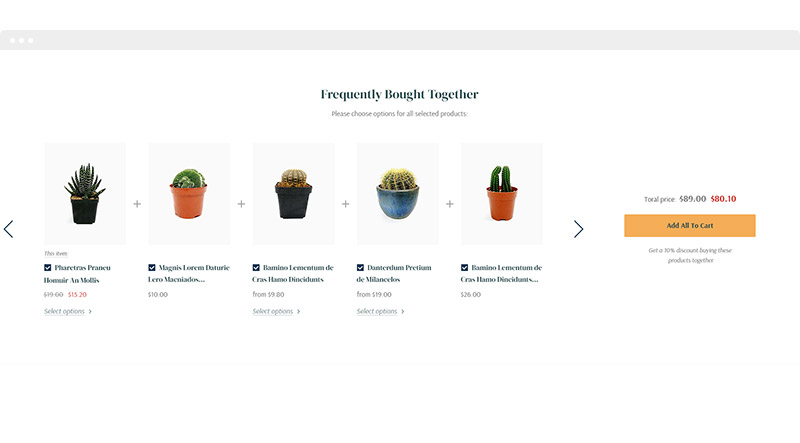 Frequently Bought Together
Please choose options for all selected products
This item
Pharetras Praneu
Homuir An Mollis
$19.00 $15.20
Select options
Magnis Lorem Daturie
Lero Macniados...
$10.00
Bamino Lementum de
Cras Hamo Dincidunts
from $9.80
Select options
Danterdum Pretium
de Milancelos
from $19.00
Select options
Bamino Lementum de
Cras Hamo Dincidunts...
$26.00
Total price: $89.00 $80.10
Add All To Cart
Get a 10% discount buying these
products together